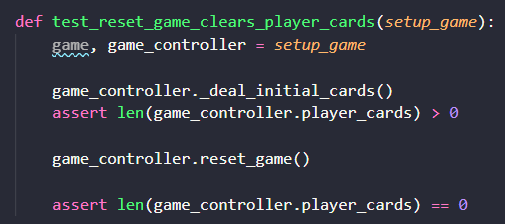 def test_reset_game_clears_player_cards(setup_game):
    game, game_controller = setup_game
    game_controller._deal_initial_cards()
    assert len(game_controller.player_cards) > 0
    game_controller.reset_game()
    assert len(game_controller.player_cards) == 0